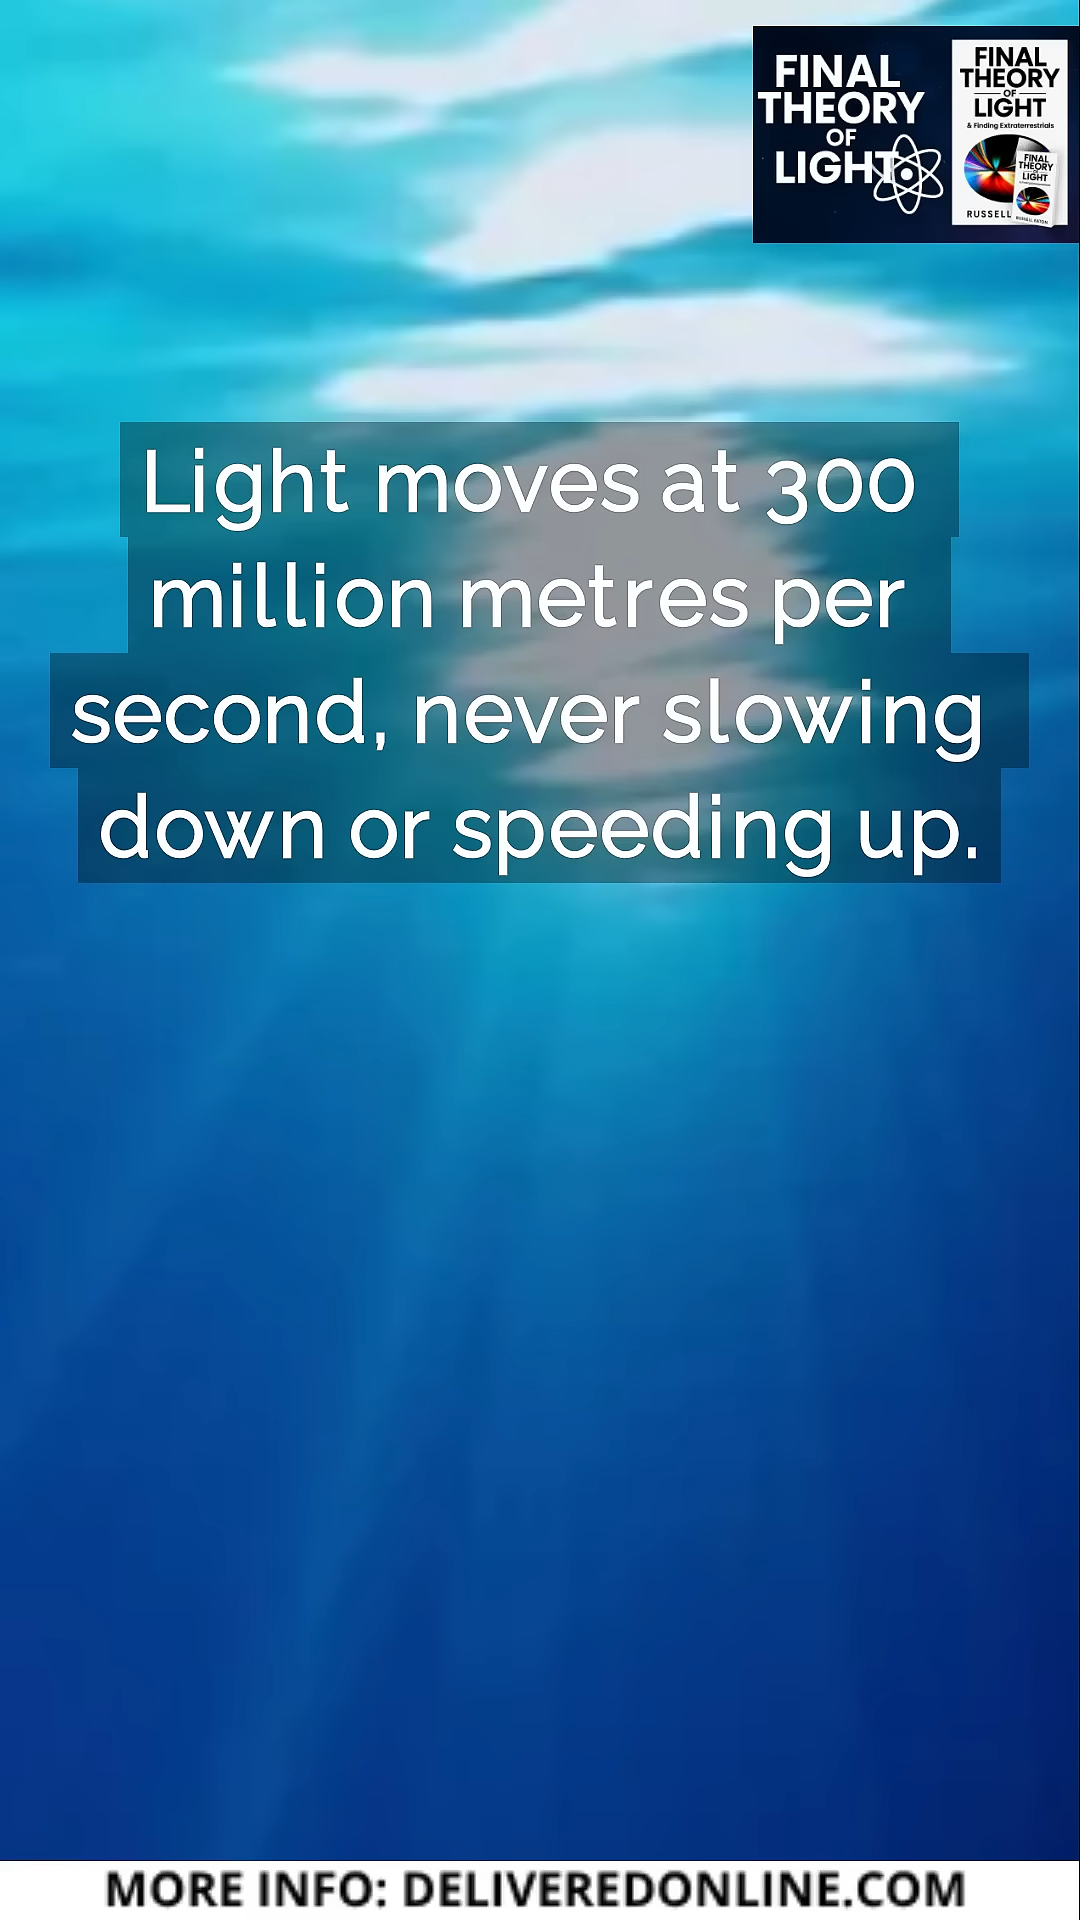 FINAL
THEORY
OF
LIGHT
FINAL
THEORY
OF
LIGHT
& Finding Extraterrestrials
FINAL
THEORY
LIGHT
RUSSELL
Light moves at 300
million metres per
second, never slowing
down or speeding up.
MORE INFO: DELIVEREDONLINE.COM